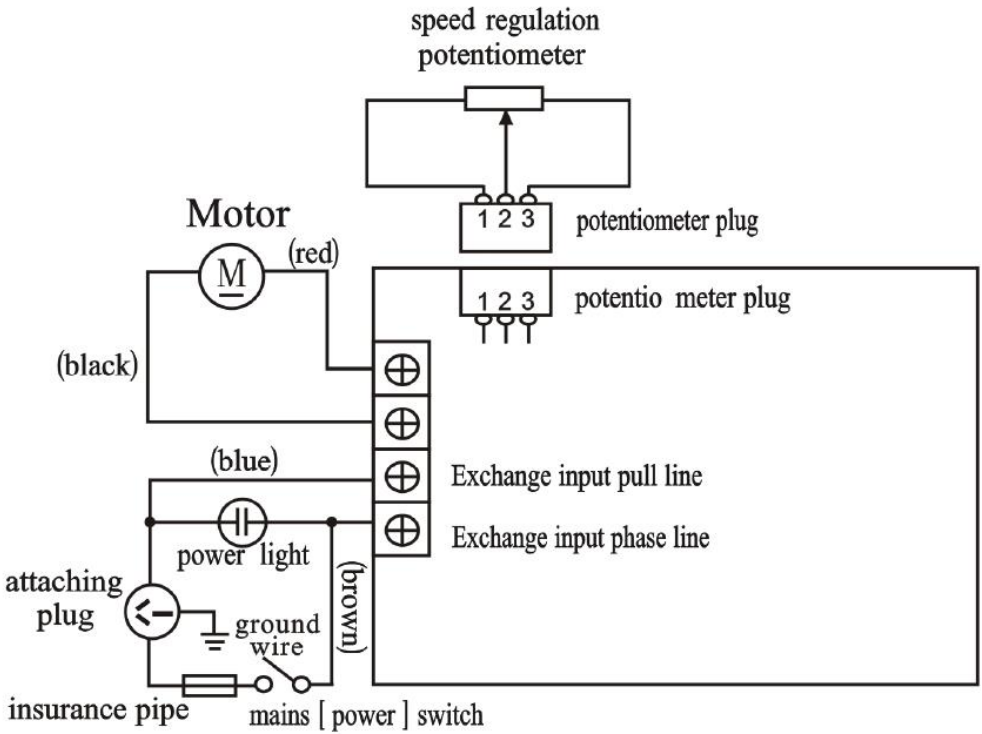 speed regulation
potentiometer
1 2 3
potentiometer plug
Motor
(red)
M
1 2 3
potentio meter plug
(black)
(blue)
Exchange input pull line
power light
Exchange input phase line
attaching
plug
(brown)
ground
wire
insurance pipe
mains [ power ] switch